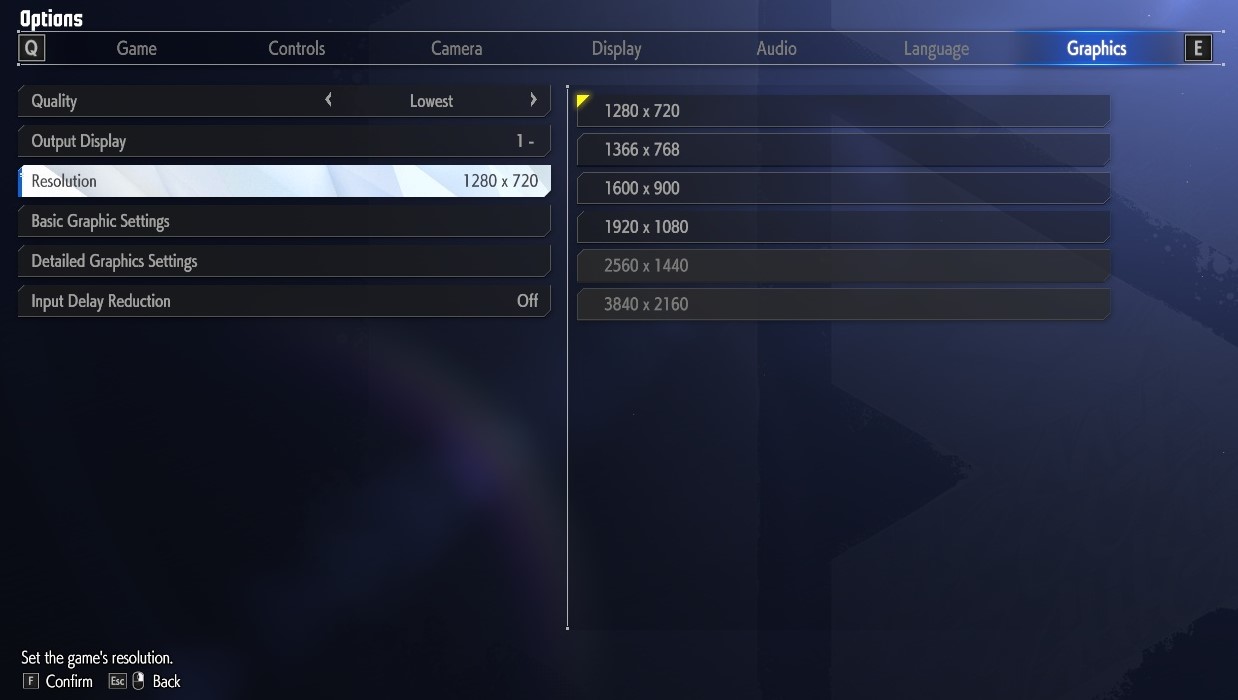 Options
Q Game Controls Camera Display Audio Language Graphics E
Quality Lowest
Output Display 1 -
Resolution 1280 x 720
Basic Graphic Settings
Detailed Graphics Settings
Input Delay Reduction Off
1280 x 720
1366 x 768
1600 x 900
1920 x 1080
2560 x 1440
3840 x 2160
Set the game's resolution.
F Confirm Esc Back